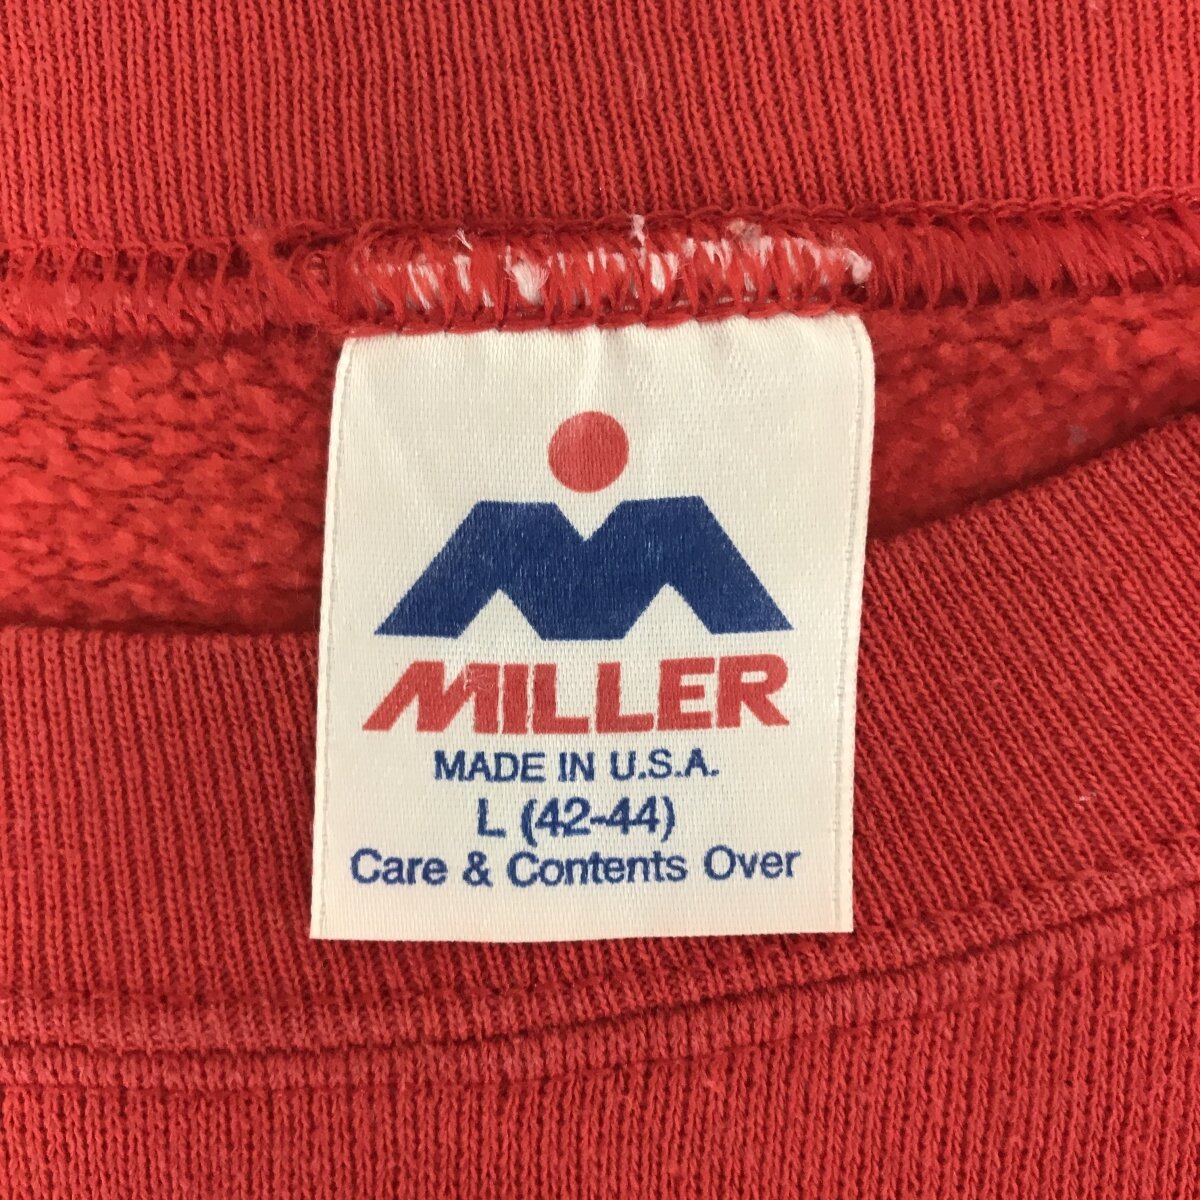 MILLER
MADE IN U.S.A.
L (42-44)
Care & Contents Over